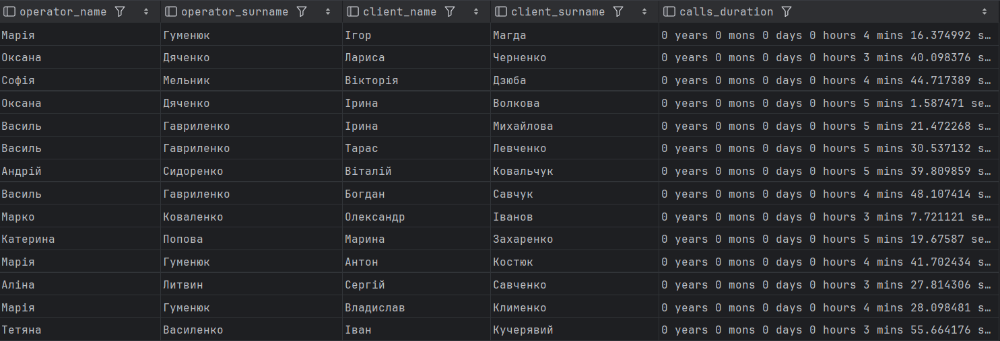 operator_name operator_surname client_name client_surname calls_duration
Марія Гуменюк Ігор Магда 0 years 0 mons 0 days 0 hours 4 mins 16.374992 s…
Оксана Дяченко Лариса Черненко 0 years 0 mons 0 days 0 hours 3 mins 40.098376 s…
Софія Мельник Вікторія Дзюба 0 years 0 mons 0 days 0 hours 4 mins 44.717389 s…
Оксана Дяченко Ірина Волкова 0 years 0 mons 0 days 0 hours 5 mins 1.587471 se…
Василь Гавриленко Ірина Михайлова 0 years 0 mons 0 days 0 hours 5 mins 21.472268 s…
Василь Гавриленко Тарас Левченко 0 years 0 mons 0 days 0 hours 5 mins 30.537132 s…
Андрій Сидоренко Віталій Ковальчук 0 years 0 mons 0 days 0 hours 5 mins 39.809859 s…
Василь Гавриленко Богдан Савчук 0 years 0 mons 0 days 0 hours 4 mins 48.107414 s…
Марко Коваленко Олександр Іванов 0 years 0 mons 0 days 0 hours 3 mins 7.721121 se…
Катерина Попова Марина Захаренко 0 years 0 mons 0 days 0 hours 5 mins 19.67587 se…
Марія Гуменюк Антон Костюк 0 years 0 mons 0 days 0 hours 4 mins 41.702434 s…
Аліна Литвин Сергій Савченко 0 years 0 mons 0 days 0 hours 3 mins 27.814306 s…
Марія Гуменюк Владислав Клименко 0 years 0 mons 0 days 0 hours 4 mins 28.098481 s…
Тетяна Василенко Іван Кучерявий 0 years 0 mons 0 days 0 hours 3 mins 55.664176 s…